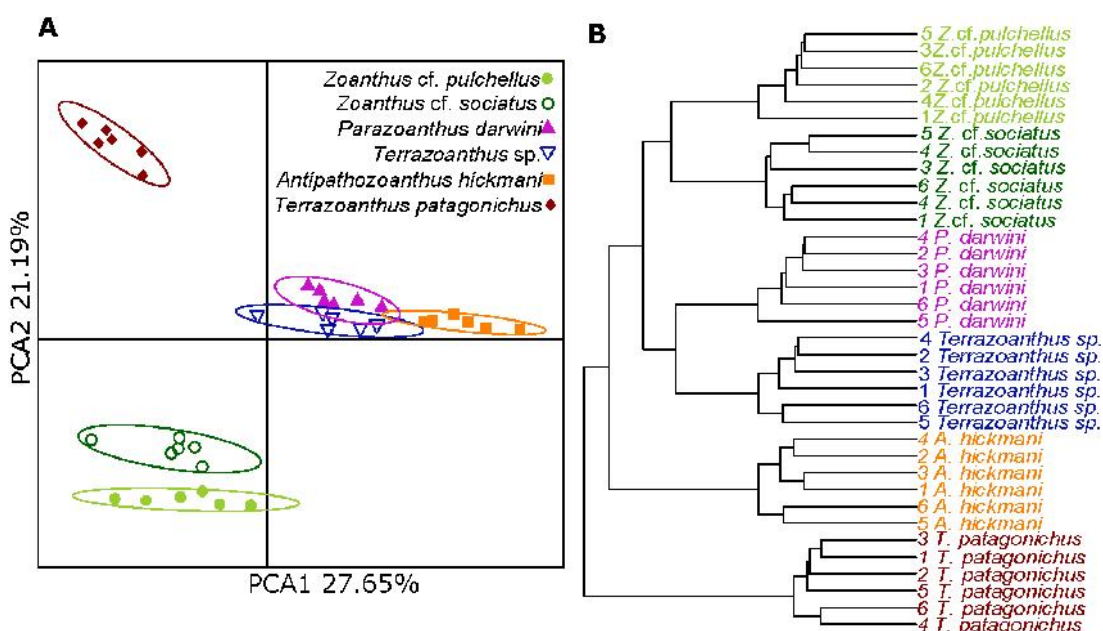 A
Zoanthus cf. pulchellus
Zoanthus cf. sociatus
Parazoanthus darwini
Terrazoanthus sp.
Antipathozoanthus hickmani
Terrazoanthus patagonichus
PCA2 21.19%
PCA1 27.65%
B
5 Z.cf.pulchellus
3Z.cf.pulchellus
6Z.cf.pulchellus
2 Z.cf.pulchellus
4Z.cf.pulchellus
1Z.cf.pulchellus
5 Z. cf.sociatus
4 Z. cf.sociatus
3 Z. cf. sociatus
6 Z. cf. sociatus
4 Z. cf. sociatus
1 Z.cf. sociatus
4 P. darwini
2 P. darwini
3 P. darwini
1 P. darwini
6 P. darwini
5 P. darwini
4 Terrazoanthus sp.
2 Terrazoanthus sp.
3 Terrazoanthus sp.
1 Terrazoanthus sp.
6 Terrazoanthus sp.
5 Terrazoanthus sp.
4 A. hickmani
2 A. hickmani
3 A. hickmani
1 A. hickmani
6 A. hickmani
5 A. hickmani
3 T. patagonichus
1 T. patagonichus
2 T. patagonichus
5 T. patagonichus
6 T. patagonichus
4 T. patagonichus